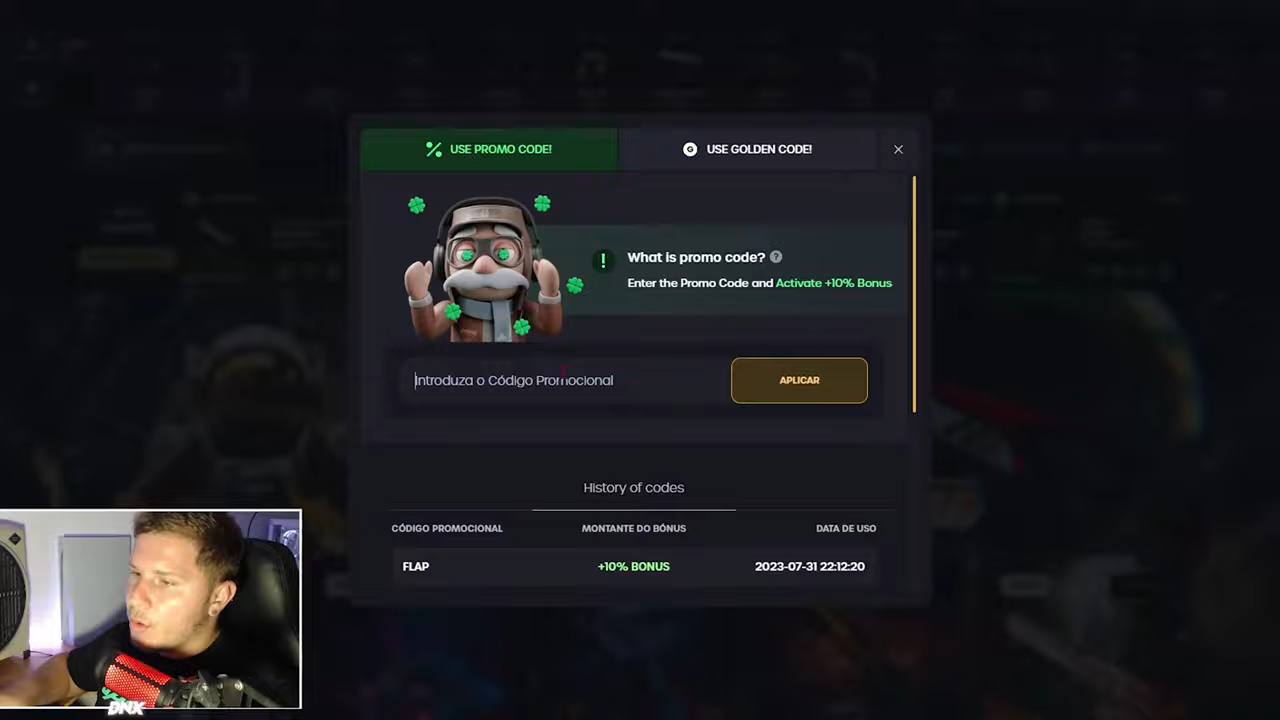 USE PROMO CODE!
USE GOLDEN CODE!
What is promo code?
Enter the Promo Code and Activate +10% Bonus
Introduza o Código Promocional
APLICAR
History of codes
CÓDIGO PROMOCIONAL MONTANTE DO BÓNUS DATA DE USO
FLAP +10% BONUS 2023-07-31 22:12:20
DNX